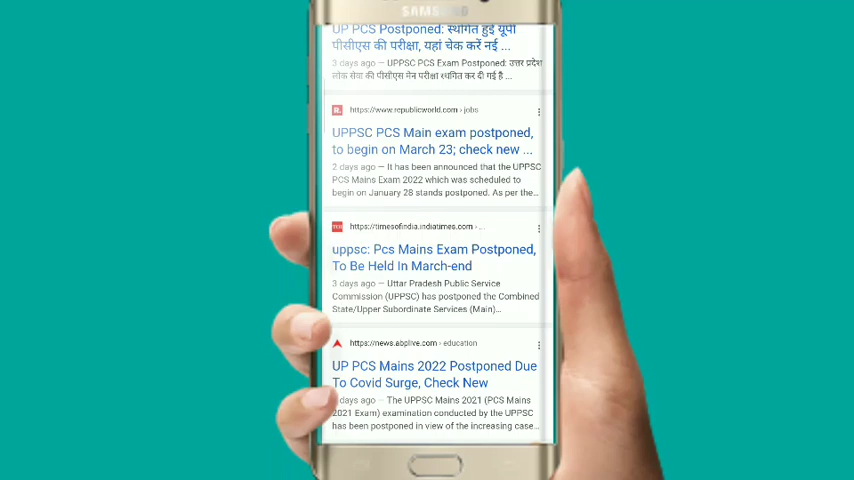 SAMSUNG
UP PCS Postponed: स्थगित हुई यूपी
पीसीएस की परीक्षा, यहां चेक करें नई ...
3 days ago — UPPSC PCS Exam Postponed: उत्तर प्रदेश
लोक सेवा की पीसीएस मेन परीक्षा स्थगित कर दी गई है ...
R.
https://www.republicworld.com › jobs
UPPSC PCS Main exam postponed,
to begin on March 23; check new ...
2 days ago — It has been announced that the UPPSC
PCS Mains Exam 2022 which was scheduled to
begin on January 28 stands postponed. As per the...
TOI
https://timesofindia.indiatimes.com › ...
uppsc: Pcs Mains Exam Postponed,
To Be Held In March-end
3 days ago — Uttar Pradesh Public Service
Commission (UPPSC) has postponed the Combined
State/Upper Subordinate Services (Main)...
https://news.abplive.com › education
UP PCS Mains 2022 Postponed Due
To Covid Surge, Check New
days ago — The UPPSC Mains 2021 (PCS Mains
2021 Exam) examination conducted by the UPPSC
has been postponed in view of the increasing case...